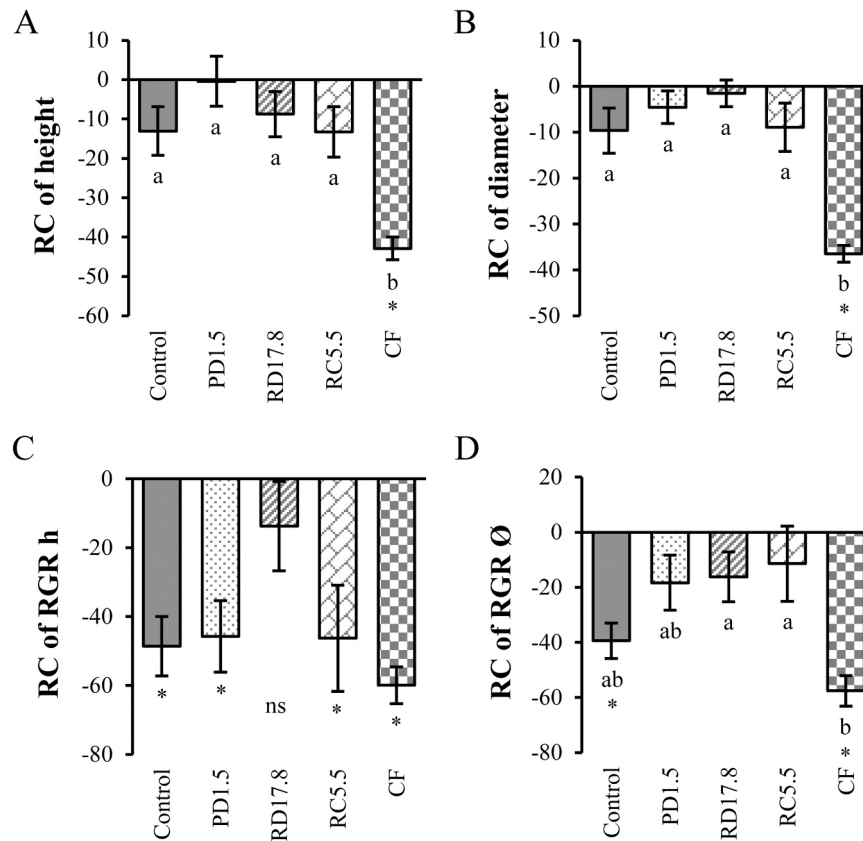 A
10
0
-10
-20
-30
-40
-50
-60
RC of height
a
a
a
a
b
*
Control
PD1.5
RD17.8
RC5.5
CF
B
10
0
-10
-20
-30
-40
-50
RC of diameter
a
a
a
a
b
*
Control
PD1.5
RD17.8
RC5.5
CF
C
0
-20
-40
-60
-80
RC of RGR h
*
*
ns
*
*
Control
PD1.5
RD17.8
RC5.5
CF
D
20
0
-20
-40
-60
-80
RC of RGR Ø
ab
*
ab
a
a
b
*
Control
PD1.5
RD17.8
RC5.5
CF